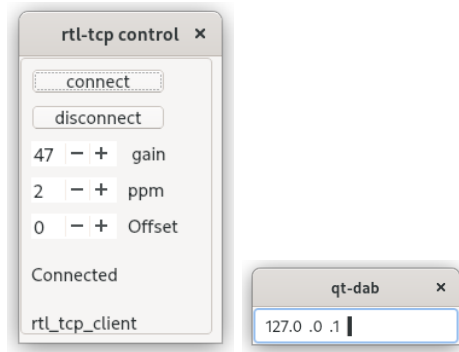 rtl-tcp control ×
connect
disconnect
47 − + gain
2 − + ppm
0 − + Offset
Connected
rtl_tcp_client
qt-dab ×
127.0 .0 .1